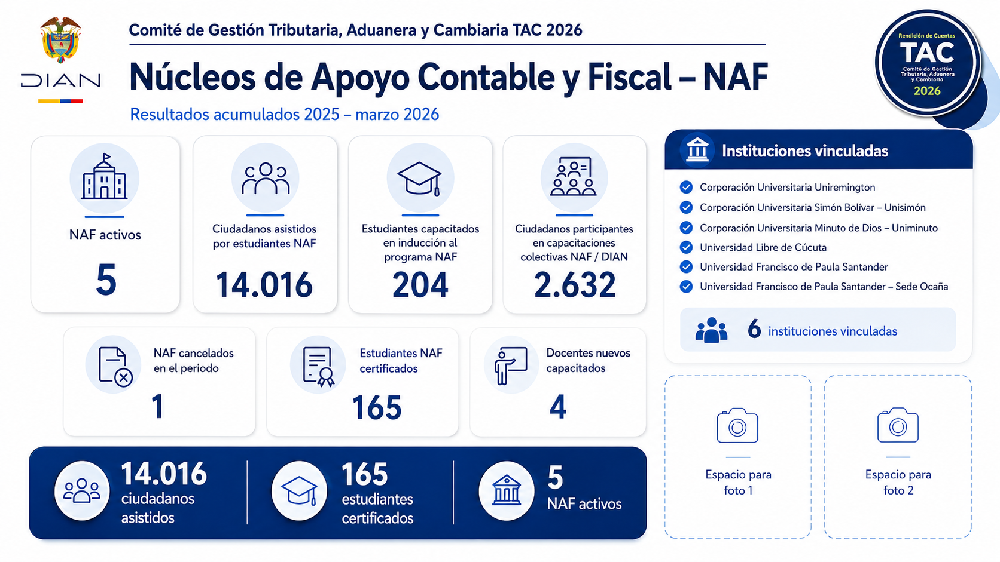 DIAN
Comité de Gestión Tributaria, Aduanera y Cambiaria TAC 2026
Núcleos de Apoyo Contable y Fiscal – NAF
Resultados acumulados 2025 – marzo 2026
Rendición de Cuentas
TAC
Comité de Gestión
Tributaria, Aduanera
y Cambiaria
2026
NAF activos
5
Ciudadanos asistidos
por estudiantes NAF
14.016
Estudiantes capacitados
en inducción al
programa NAF
204
Ciudadanos participantes
en capacitaciones
colectivas NAF / DIAN
2.632
NAF cancelados
en el periodo
1
Estudiantes NAF
certificados
165
Docentes nuevos
capacitados
4
14.016
ciudadanos
asistidos
165
estudiantes
certificados
5
NAF activos
Instituciones vinculadas
Corporación Universitaria Uniremington
Corporación Universitaria Simón Bolívar – Unisimón
Corporación Universitaria Minuto de Dios – Uniminuto
Universidad Libre de Cúcuta
Universidad Francisco de Paula Santander
Universidad Francisco de Paula Santander – Sede Ocaña
6 instituciones vinculadas
Espacio para
foto 1
Espacio para
foto 2